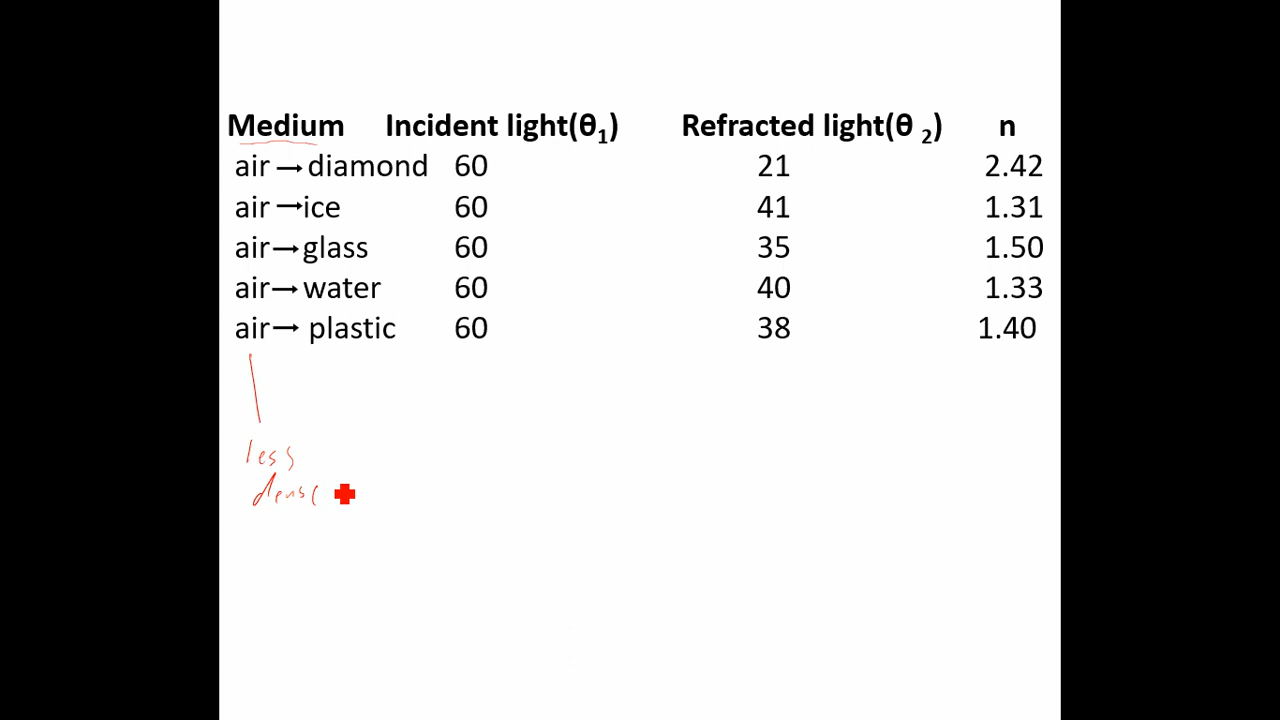 Medium Incident light(θ1) Refracted light(θ 2) n
air → diamond 60 21 2.42
air →ice 60 41 1.31
air→glass 60 35 1.50
air→water 60 40 1.33
air→ plastic 60 38 1.40
less
dense